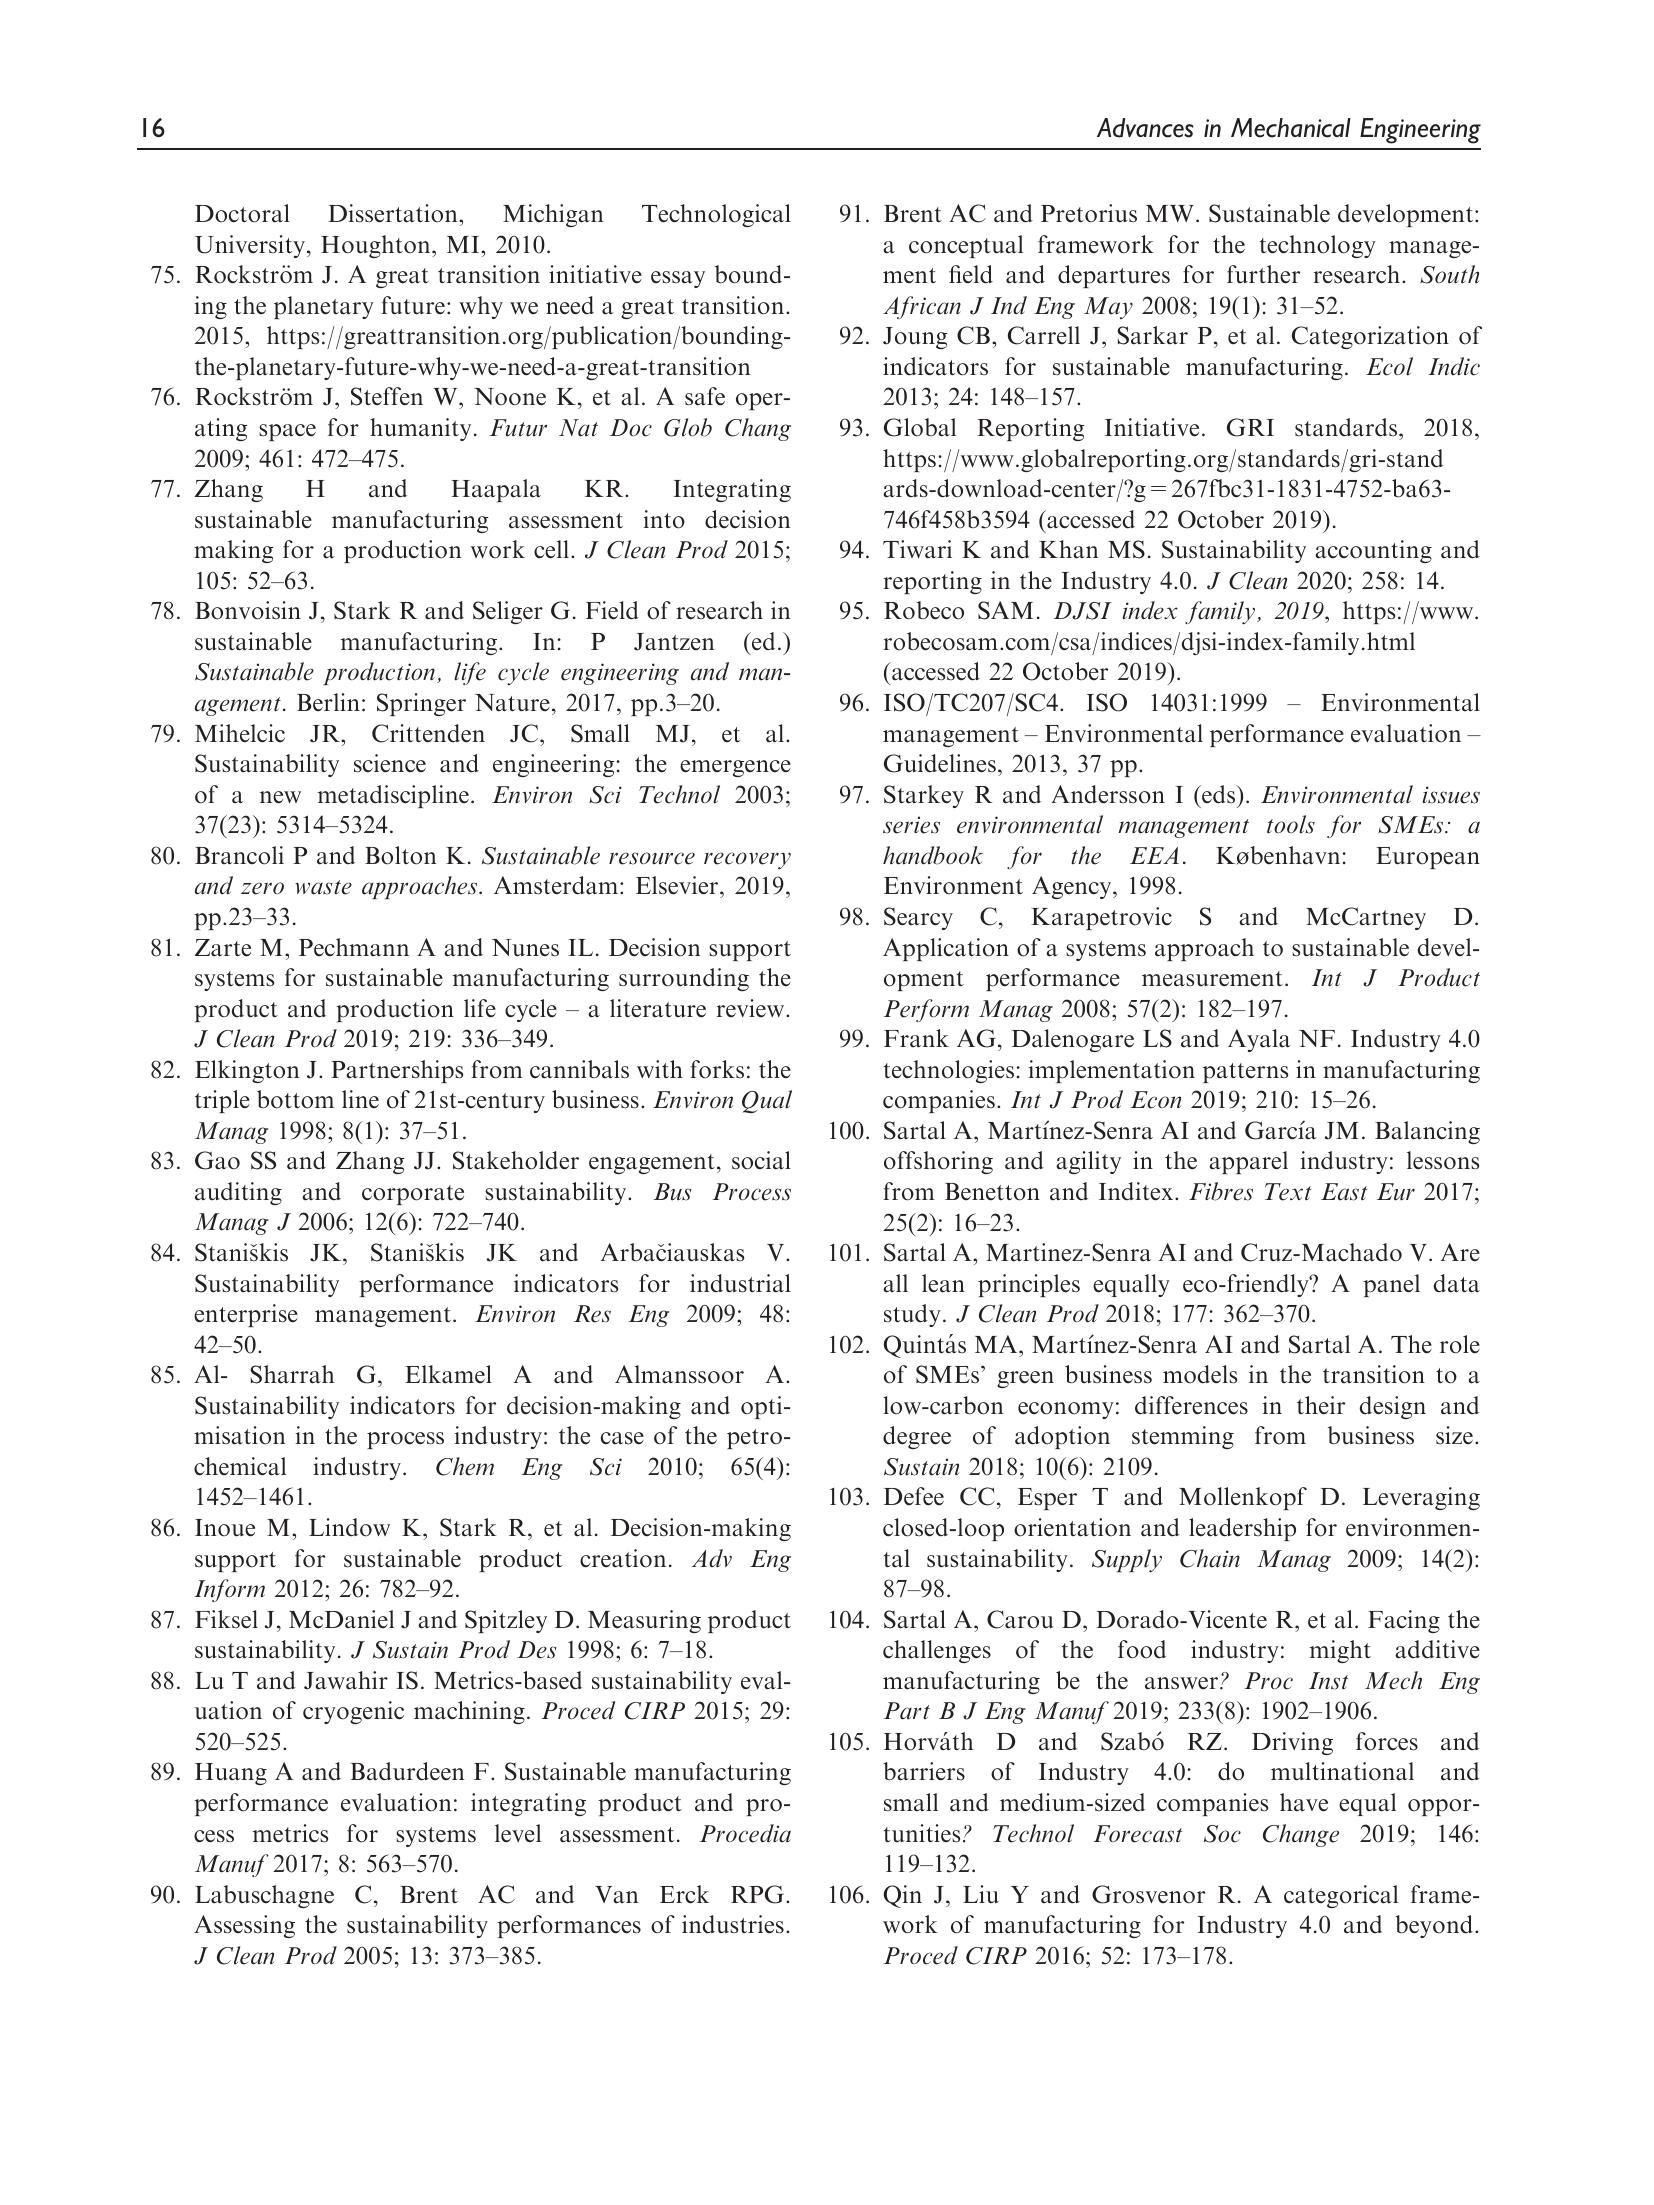 16
Advances in Mechanical Engineering
Doctoral Dissertation, Michigan Technological
University, Houghton, MI, 2010.
75. Rockström J. A great transition initiative essay bound-
ing the planetary future: why we need a great transition.
2015, https://greattransition.org/publication/bounding-
the-planetary-future-why-we-need-a-great-transition
76. Rockström J, Steffen W, Noone K, et al. A safe oper-
ating space for humanity. Futur Nat Doc Glob Chang
2009; 461: 472–475.
77. Zhang H and Haapala KR. Integrating
sustainable manufacturing assessment into decision
making for a production work cell. J Clean Prod 2015;
105: 52–63.
78. Bonvoisin J, Stark R and Seliger G. Field of research in
sustainable manufacturing. In: P Jantzen (ed.)
Sustainable production, life cycle engineering and man-
agement. Berlin: Springer Nature, 2017, pp.3–20.
79. Mihelcic JR, Crittenden JC, Small MJ, et al.
Sustainability science and engineering: the emergence
of a new metadiscipline. Environ Sci Technol 2003;
37(23): 5314–5324.
80. Brancoli P and Bolton K. Sustainable resource recovery
and zero waste approaches. Amsterdam: Elsevier, 2019,
pp.23–33.
81. Zarte M, Pechmann A and Nunes IL. Decision support
systems for sustainable manufacturing surrounding the
product and production life cycle – a literature review.
J Clean Prod 2019; 219: 336–349.
82. Elkington J. Partnerships from cannibals with forks: the
triple bottom line of 21st-century business. Environ Qual
Manag 1998; 8(1): 37–51.
83. Gao SS and Zhang JJ. Stakeholder engagement, social
auditing and corporate sustainability. Bus Process
Manag J 2006; 12(6): 722–740.
84. Staniškis JK, Staniškis JK and Arbačiauskas V.
Sustainability performance indicators for industrial
enterprise management. Environ Res Eng 2009; 48:
42–50.
85. Al- Sharrah G, Elkamel A and Almanssoor A.
Sustainability indicators for decision-making and opti-
misation in the process industry: the case of the petro-
chemical industry. Chem Eng Sci 2010; 65(4):
1452–1461.
86. Inoue M, Lindow K, Stark R, et al. Decision-making
support for sustainable product creation. Adv Eng
Inform 2012; 26: 782–92.
87. Fiksel J, McDaniel J and Spitzley D. Measuring product
sustainability. J Sustain Prod Des 1998; 6: 7–18.
88. Lu T and Jawahir IS. Metrics-based sustainability eval-
uation of cryogenic machining. Proced CIRP 2015; 29:
520–525.
89. Huang A and Badurdeen F. Sustainable manufacturing
performance evaluation: integrating product and pro-
cess metrics for systems level assessment. Procedia
Manuf 2017; 8: 563–570.
90. Labuschagne C, Brent AC and Van Erck RPG.
Assessing the sustainability performances of industries.
J Clean Prod 2005; 13: 373–385.
91. Brent AC and Pretorius MW. Sustainable development:
a conceptual framework for the technology manage-
ment field and departures for further research. South
African J Ind Eng May 2008; 19(1): 31–52.
92. Joung CB, Carrell J, Sarkar P, et al. Categorization of
indicators for sustainable manufacturing. Ecol Indic
2013; 24: 148–157.
93. Global Reporting Initiative. GRI standards, 2018,
https://www.globalreporting.org/standards/gri-stand
ards-download-center/?g=267fbc31-1831-4752-ba63-
746f458b3594 (accessed 22 October 2019).
94. Tiwari K and Khan MS. Sustainability accounting and
reporting in the Industry 4.0. J Clean 2020; 258: 14.
95. Robeco SAM. DJSI index family, 2019, https://www.
robecosam.com/csa/indices/djsi-index-family.html
(accessed 22 October 2019).
96. ISO/TC207/SC4. ISO 14031:1999 – Environmental
management – Environmental performance evaluation –
Guidelines, 2013, 37 pp.
97. Starkey R and Andersson I (eds). Environmental issues
series environmental management tools for SMEs: a
handbook for the EEA. København: European
Environment Agency, 1998.
98. Searcy C, Karapetrovic S and McCartney D.
Application of a systems approach to sustainable devel-
opment performance measurement. Int J Product
Perform Manag 2008; 57(2): 182–197.
99. Frank AG, Dalenogare LS and Ayala NF. Industry 4.0
technologies: implementation patterns in manufacturing
companies. Int J Prod Econ 2019; 210: 15–26.
100. Sartal A, Martínez-Senra AI and García JM. Balancing
offshoring and agility in the apparel industry: lessons
from Benetton and Inditex. Fibres Text East Eur 2017;
25(2): 16–23.
101. Sartal A, Martinez-Senra AI and Cruz-Machado V. Are
all lean principles equally eco-friendly? A panel data
study. J Clean Prod 2018; 177: 362–370.
102. Quintás MA, Martínez-Senra AI and Sartal A. The role
of SMEs’ green business models in the transition to a
low-carbon economy: differences in their design and
degree of adoption stemming from business size.
Sustain 2018; 10(6): 2109.
103. Defee CC, Esper T and Mollenkopf D. Leveraging
closed-loop orientation and leadership for environmen-
tal sustainability. Supply Chain Manag 2009; 14(2):
87–98.
104. Sartal A, Carou D, Dorado-Vicente R, et al. Facing the
challenges of the food industry: might additive
manufacturing be the answer? Proc Inst Mech Eng
Part B J Eng Manuf 2019; 233(8): 1902–1906.
105. Horváth D and Szabó RZ. Driving forces and
barriers of Industry 4.0: do multinational and
small and medium-sized companies have equal oppor-
tunities? Technol Forecast Soc Change 2019; 146:
119–132.
106. Qin J, Liu Y and Grosvenor R. A categorical frame-
work of manufacturing for Industry 4.0 and beyond.
Proced CIRP 2016; 52: 173–178.